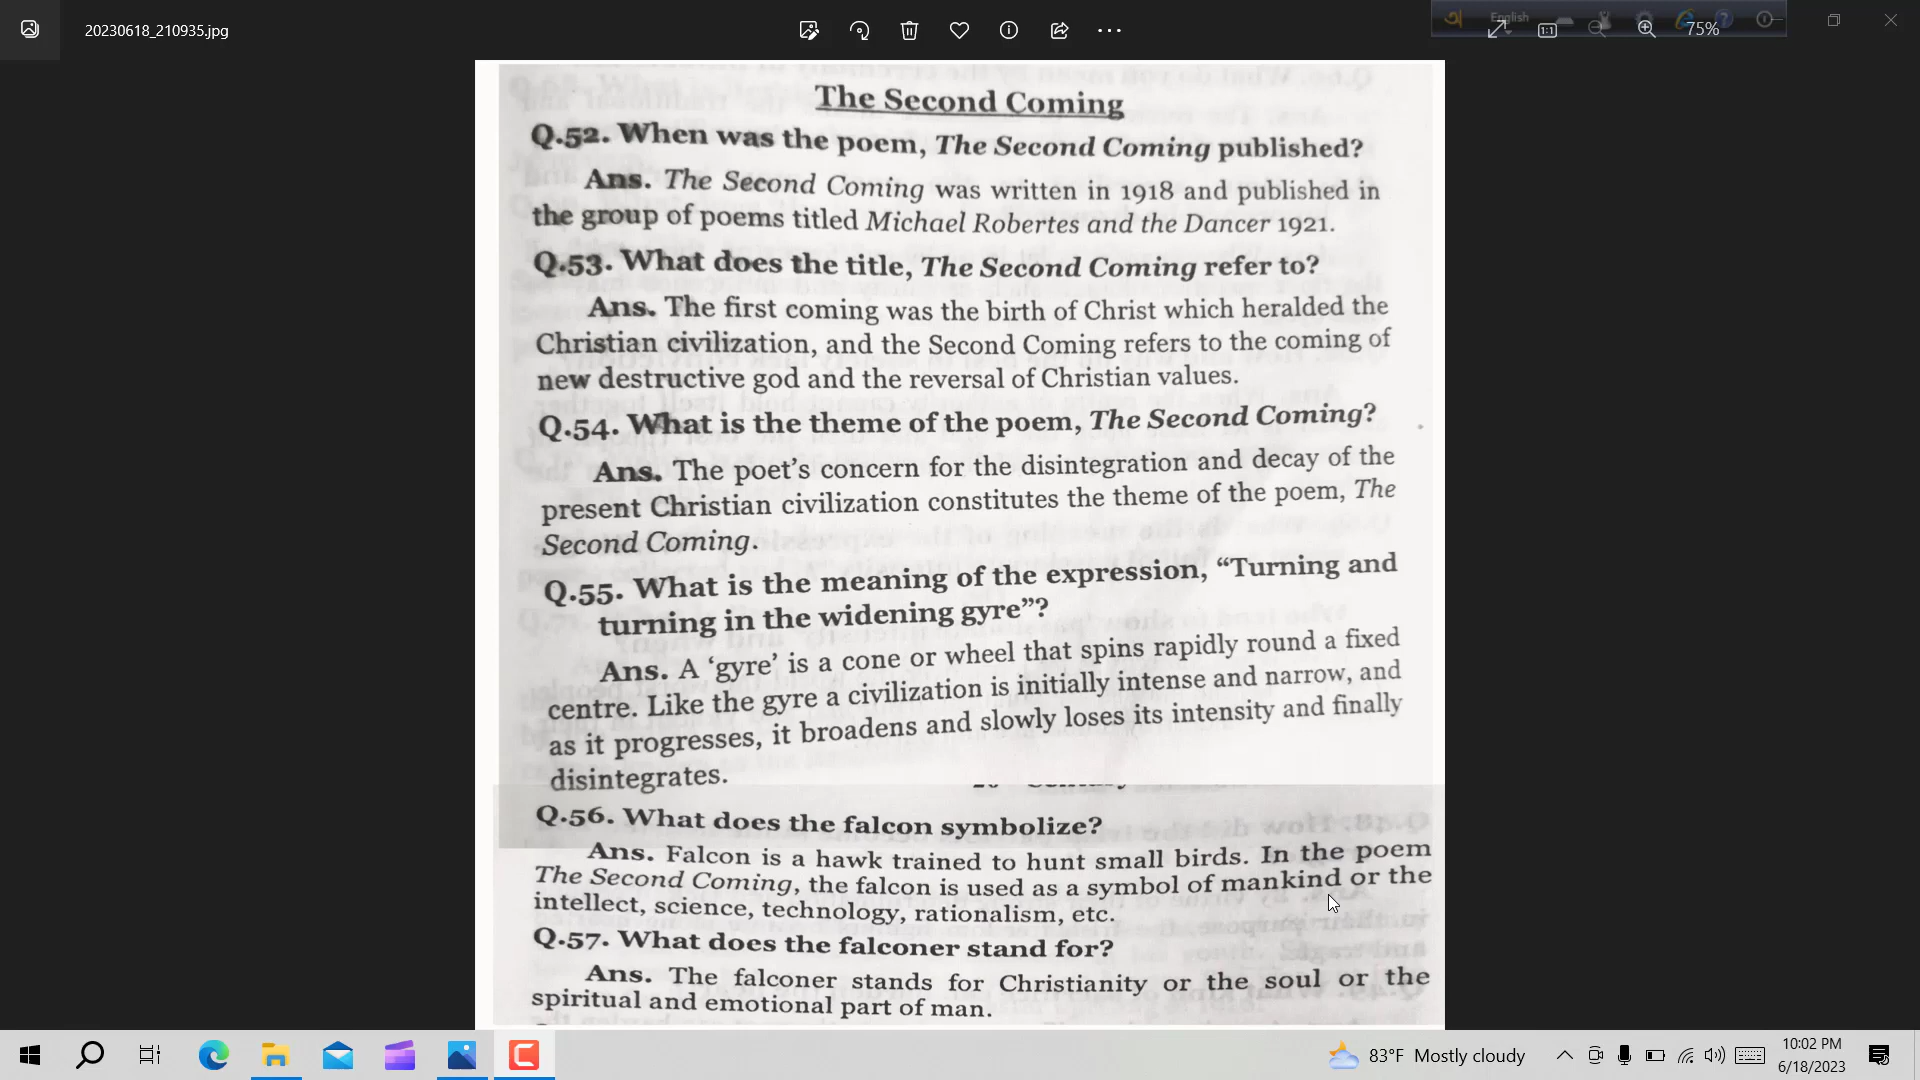 20230618_210935.jpg
English
75%
The Second Coming
Q.52. When was the poem, The Second Coming published?
Ans. The Second Coming was written in 1918 and published in
the group of poems titled Michael Robertes and the Dancer 1921.
Q.53. What does the title, The Second Coming refer to?
Ans. The first coming was the birth of Christ which heralded the
Christian civilization, and the Second Coming refers to the coming of
new destructive god and the reversal of Christian values.
Q.54. What is the theme of the poem, The Second Coming?
Ans. The poet's concern for the disintegration and decay of the
present Christian civilization constitutes the theme of the poem, The
Second Coming.
Q.55. What is the meaning of the expression, “Turning and
turning in the widening gyre”?
Ans. A ‘gyre’ is a cone or wheel that spins rapidly round a fixed
centre. Like the gyre a civilization is initially intense and narrow, and
as it progresses, it broadens and slowly loses its intensity and finally
disintegrates.
Q.56. What does the falcon symbolize?
Ans. Falcon is a hawk trained to hunt small birds. In the poem
The Second Coming, the falcon is used as a symbol of mankind or the
intellect, science, technology, rationalism, etc.
Q.57. What does the falconer stand for?
Ans. The falconer stands for Christianity or the soul or the
spiritual and emotional part of man.
83°F Mostly cloudy
10:02 PM
6/18/2023